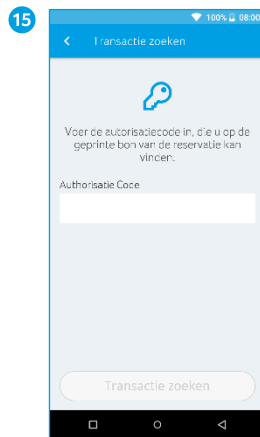 15
100% 08:00
Transactie zoeken
Voer de autorisatiecode in, die u op de
geprinte bon van de reservatie kan
vinden.
Authorisatie Code
Transactie zoeken